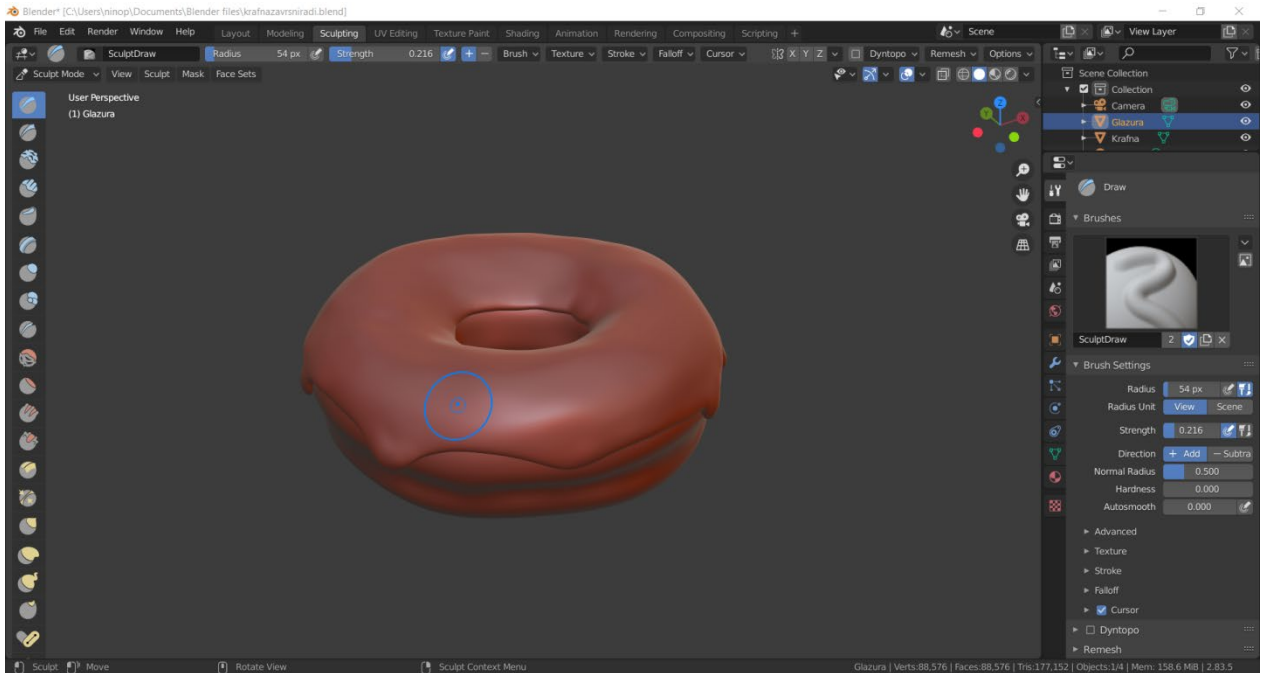 Blender* [C:\Users\ninop\Documents\Blender files\krafnazavrsniradi.blend]
File Edit Render Window Help Layout Modeling Sculpting UV Editing Texture Paint Shading Animation Rendering Compositing Scripting + Scene View Layer
SculptDraw Radius 54 px Strength 0.216 + − Brush Texture Stroke Falloff Cursor X Y Z Dyntopo Remesh Options
Sculpt Mode View Sculpt Mask Face Sets
User Perspective
(1) Glazura
Z
Y
X
Scene Collection
Collection
Camera
Glazura
Krafna
Draw
Brushes
SculptDraw 2
Brush Settings
Radius 54 px
Radius Unit View Scene
Strength 0.216
Direction + Add − Subtra
Normal Radius 0.500
Hardness 0.000
Autosmooth 0.000
Advanced
Texture
Stroke
Falloff
Cursor
Dyntopo
Remesh
Sculpt Move Rotate View Sculpt Context Menu Glazura | Verts:88,576 | Faces:88,576 | Tris:177,152 | Objects:1/4 | Mem: 158.6 MiB | 2.83.5